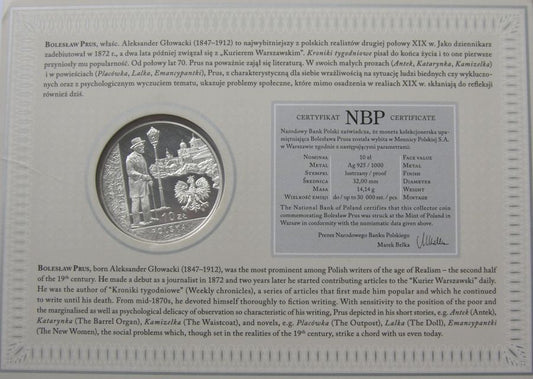 BOLESŁAW PRUS, właśc. Aleksander Głowacki (1847–1912) to najwybitniejszy z polskich realistów drugiej połowy XIX w. Jako dziennikarz
zadebiutował w 1872 r., a dwa lata później związał się z „Kurierem Warszawskim”. Kroniki tygodniowe pisał do końca życia i to one pierwsze
przyniosły mu popularność. Od połowy lat 70. Prus na poważnie zajął się literaturą. W swoich małych prozach (Antek, Katarynka, Kamizelka)
i w powieściach (Placówka, Lalka, Emancypantki), Prus, z charakterystyczną dla siebie wrażliwością na sytuację ludzi biednych czy wykluczo-
nych oraz z psychologicznym wyczuciem tematu, ukazuje problemy społeczne, które mimo osadzenia w realiach XIX w. skłaniają do refleksji
również dziś.
CERTYFIKAT NBP CERTIFICATE
Narodowy Bank Polski zaświadcza, że moneta kolekcjonerska upa-
miętniająca Bolesława Prusa została wybita w Mennicy Polskiej S.A.
w Warszawie zgodnie z następującymi parametrami:
NOMINAŁ 10 zł FACE VALUE
METAL Ag 925 / 1000 METAL
STEMPEL lustrzany / proof FINISH
ŚREDNICA 32,00 mm DIAMETER
MASA 14,14 g WEIGHT
WIELKOŚĆ EMISJI do / up to 30 000 szt. / pcs MINTAGE
The National Bank of Poland certifies that this collector coin
commemorating Bolesław Prus was struck at the Mint of Poland in
Warsaw in conformity with the data given above.
Prezes Narodowego Banku Polskiego
Marek Belka
10 zł
POLSKA
BOLESŁAW PRUS, born Aleksander Głowacki (1847–1912), was the most prominent among Polish writers of the age of Realism – the second half
of the 19th century. He made a debut as a journalist in 1872 and two years later he started contributing articles to the “Kurier Warszawski” daily.
He was the author of “Kroniki tygodniowe” (Weekly chronicles), a series of articles that first made him popular and which he continued
to write until his death. From mid-1870s, he devoted himself thoroughly to fiction writing. With sensitivity to the position of the poor and
the marginalised as well as psychological delicacy of observation so characteristic of his writing, Prus depicted in his short stories, e.g. Antek (Antek),
Katarynka (The Barrel Organ), Kamizelka (The Waistcoat), and novels, e.g. Placówka (The Outpost), Lalka (The Doll), Emancypantki
(The New Women), the social problems which, though set in the realities of the 19th century, strike a chord with us even today.